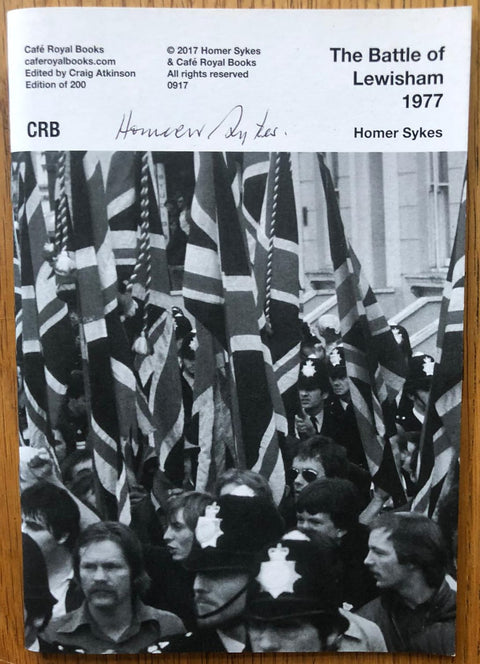 Café Royal Books
caferoyalbooks.com
Edited by Craig Atkinson
Edition of 200
© 2017 Homer Sykes
& Café Royal Books
All rights reserved
0917
The Battle of
Lewisham
1977
CRB
Homer Sykes.
Homer Sykes